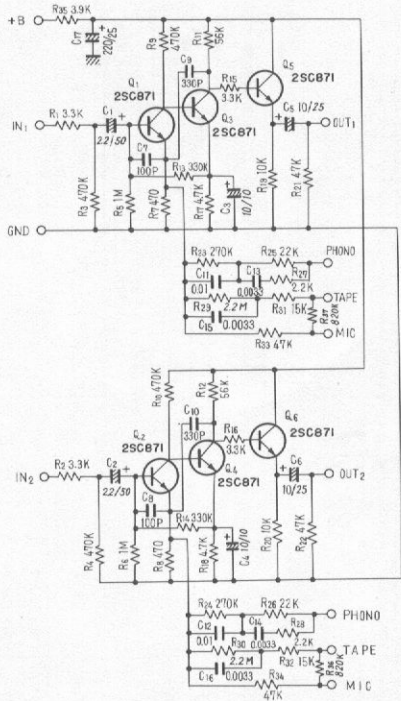 +B
R35 3.9K
C17
220/25
R9
470K
R11
56K
C9
330P
R15
3.3K
Q1
2SC871
Q3
2SC871
Q5
2SC871
IN1
R1 3.3K
C1
2.2/50
C7
100P
R13 330K
C5 10/25
OUT1
R3 470K
R5 1M
R7 470
R17 4.7K
C3
10/10
R19 10K
R21 47K
GND
R23 270K
R25 22K
PHONO
C11
0.01
C13
0.0033
R27
2.2K
R29
2.2M
R31 15K
TAPE
C15
0.0033
R37
820K
R33 47K
MIC
R10 470K
R12
56K
C10
330P
R16
3.3K
Q2
2SC871
Q4
2SC871
Q6
2SC871
IN2
R2 3.3K
C2
2.2/50
C8
100P
R14 330K
C6
10/25
OUT2
R4 470K
R6 1M
R8 470
R18 4.7K
C4 10/10
R20 10K
R22 47K
R24 270K
R26 22K
PHONO
C12
0.01
C14
0.0033
R28
2.2K
R30
2.2M
R32 15K
TAPE
C16
0.0033
R36
820K
R34
47K
MIC